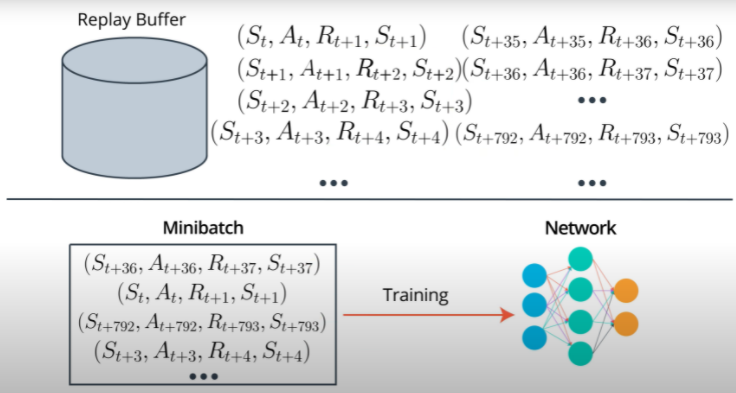 Replay Buffer
(S_t, A_t, R_{t+1}, S_{t+1}) (S_{t+35}, A_{t+35}, R_{t+36}, S_{t+36})
(S_{t+1}, A_{t+1}, R_{t+2}, S_{t+2}) (S_{t+36}, A_{t+36}, R_{t+37}, S_{t+37})
(S_{t+2}, A_{t+2}, R_{t+3}, S_{t+3}) •••
(S_{t+3}, A_{t+3}, R_{t+4}, S_{t+4}) (S_{t+792}, A_{t+792}, R_{t+793}, S_{t+793})
••• •••
Minibatch Network
(S_{t+36}, A_{t+36}, R_{t+37}, S_{t+37})
(S_t, A_t, R_{t+1}, S_{t+1})
Training
(S_{t+792}, A_{t+792}, R_{t+793}, S_{t+793})
(S_{t+3}, A_{t+3}, R_{t+4}, S_{t+4})
•••